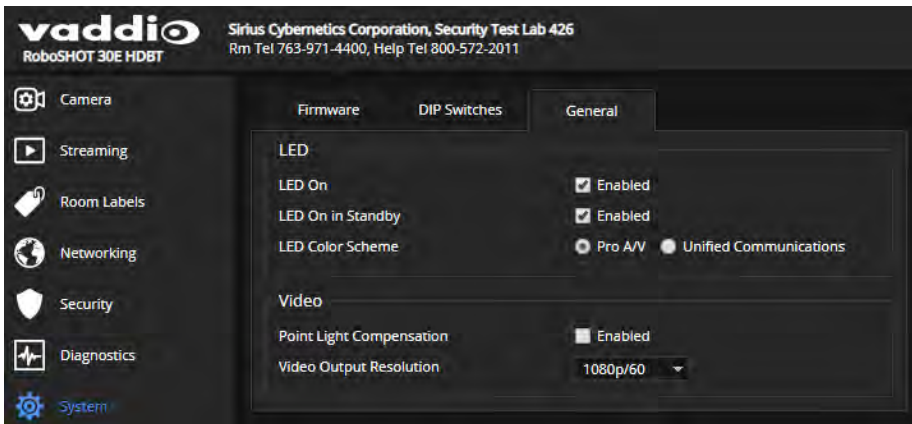 vaddio
RoboSHOT 30E HDBT
Sirius Cybernetics Corporation, Security Test Lab 426
Rm Tel 763-971-4400, Help Tel 800-572-2011
Camera
Streaming
Room Labels
Networking
Security
Diagnostics
System
Firmware DIP Switches General
LED
LED On Enabled
LED On in Standby Enabled
LED Color Scheme Pro A/V Unified Communications
Video
Point Light Compensation Enabled
Video Output Resolution 1080p/60